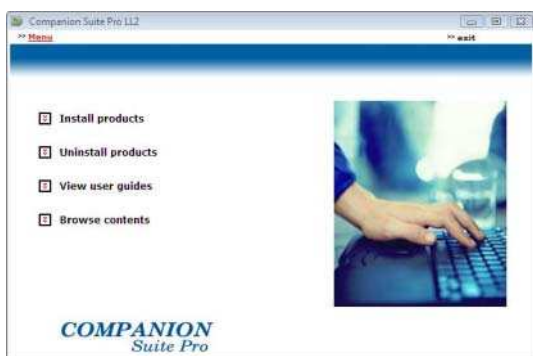 Companion Suite Pro LL2
>> Menu
>> exit
Install products
Uninstall products
View user guides
Browse contents
COMPANION
Suite Pro